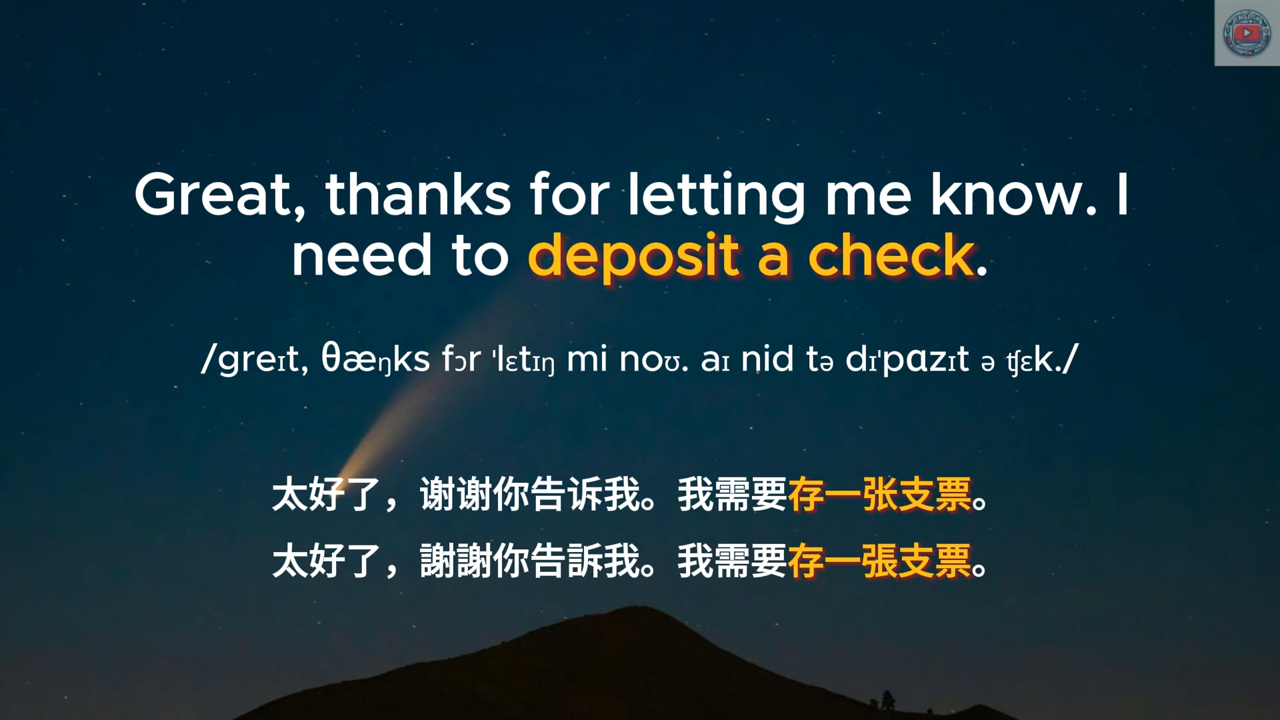 Great, thanks for letting me know. I
need to deposit a check.
/greɪt, θæŋks fɔr ˈlɛtɪŋ mi noʊ. aɪ nid tə dɪˈpɑzɪt ə ʧɛk./
太好了，谢谢你告诉我。我需要存一张支票。
太好了，謝謝你告訴我。我需要存一張支票。